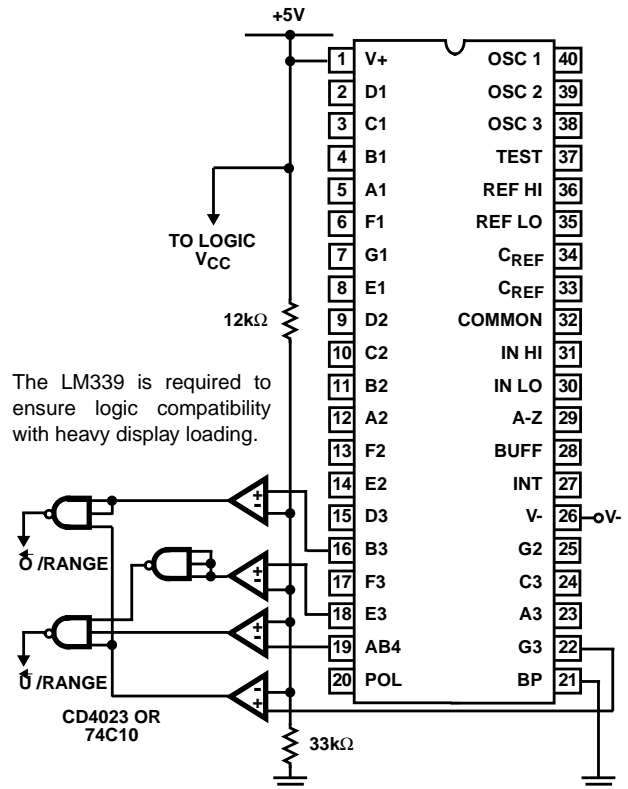 +5V
1 V+ OSC 1 40
2 D1 OSC 2 39
3 C1 OSC 3 38
4 B1 TEST 37
5 A1 REF HI 36
6 F1 REF LO 35
7 G1 CREF 34
8 E1 CREF 33
9 D2 COMMON 32
10 C2 IN HI 31
11 B2 IN LO 30
12 A2 A-Z 29
13 F2 BUFF 28
14 E2 INT 27
15 D3 V- 26 V-
16 B3 G2 25
17 F3 C3 24
18 E3 A3 23
19 AB4 G3 22
20 POL BP 21
TO LOGIC
VCC
12kΩ
The LM339 is required to
ensure logic compatibility
with heavy display loading.
+
-
O /RANGE
+
-
-
+
U /RANGE
-
+
CD4023 OR
74C10
33kΩ